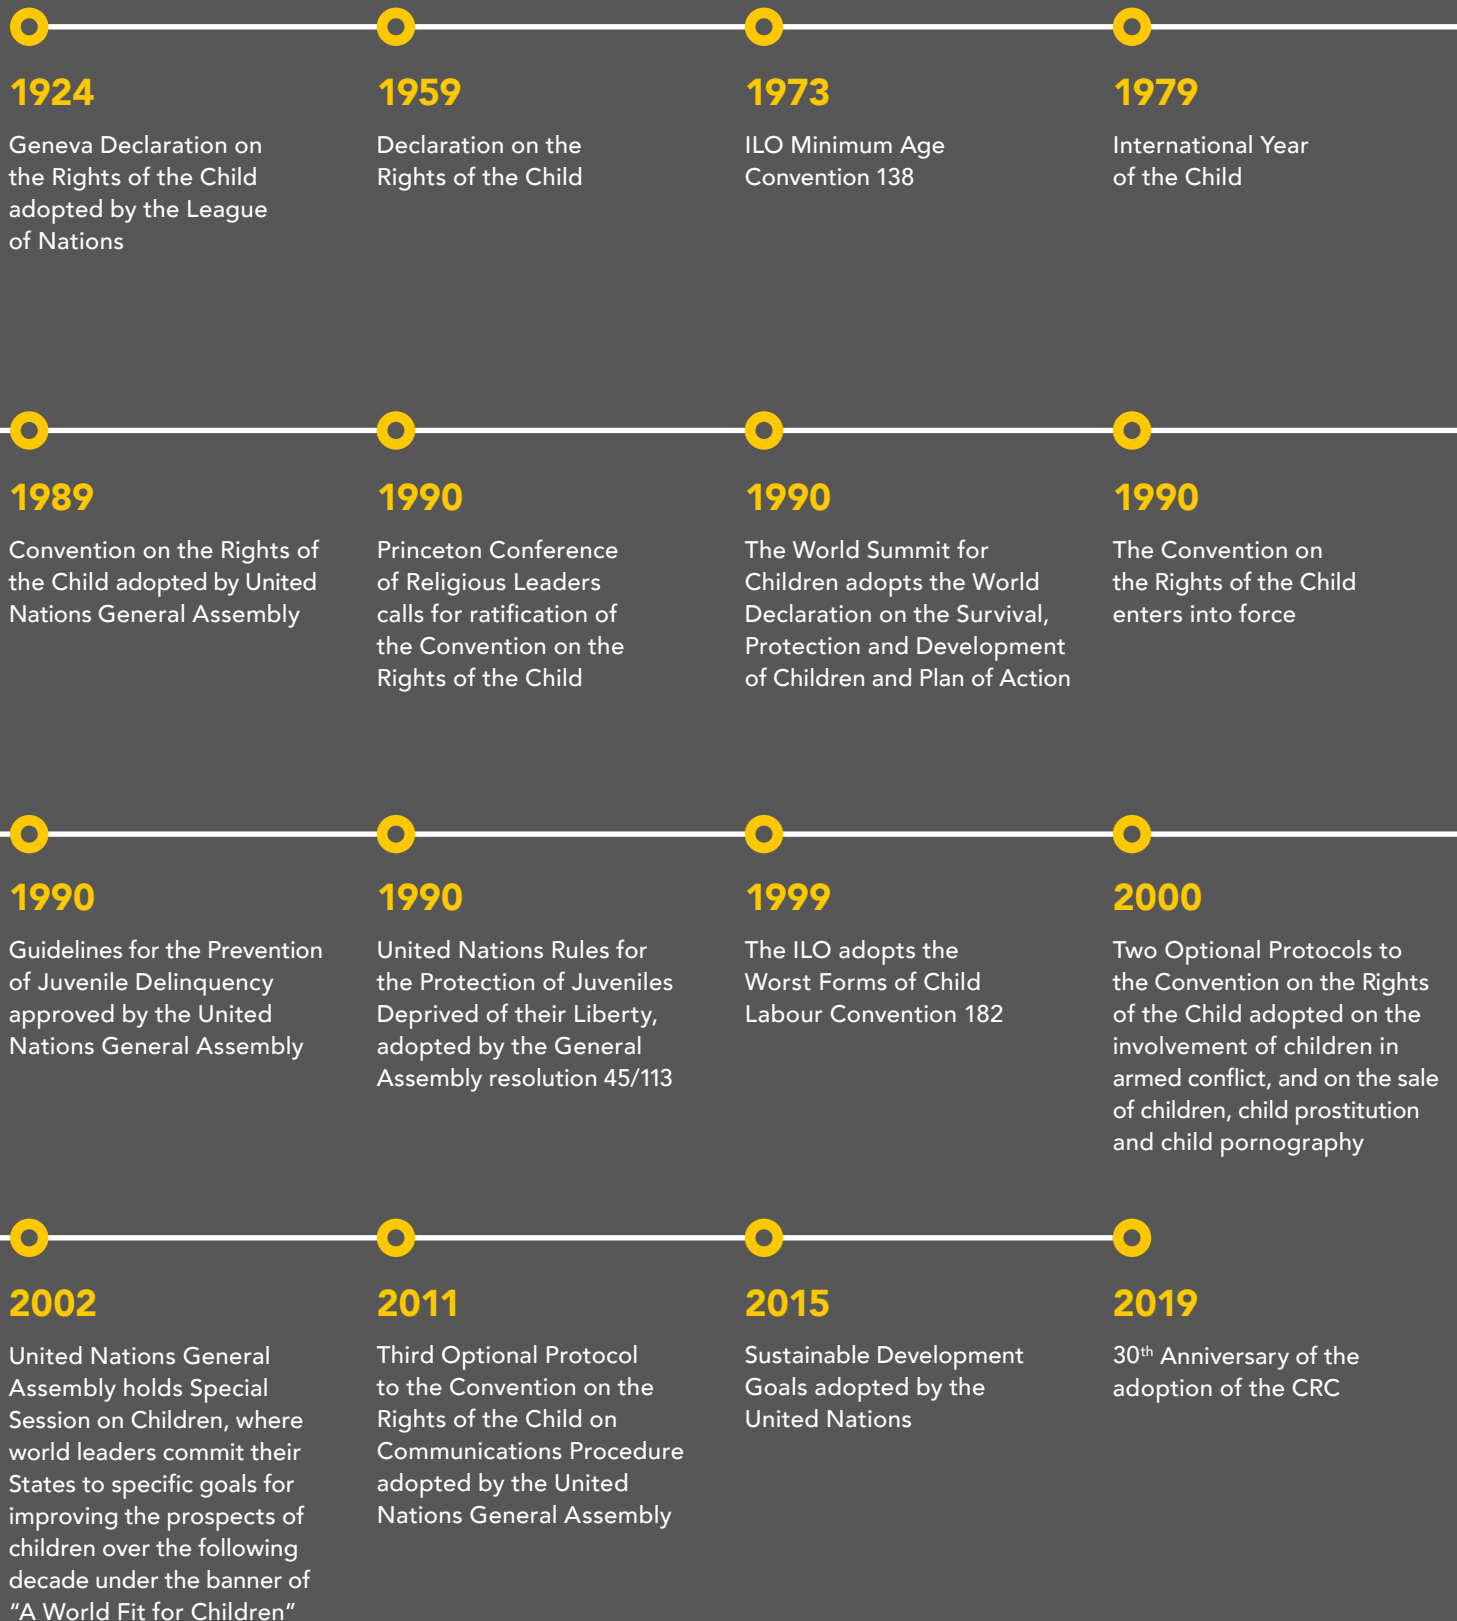 1924
Geneva Declaration on
the Rights of the Child
adopted by the League
of Nations
1959
Declaration on the
Rights of the Child
1973
ILO Minimum Age
Convention 138
1979
International Year
of the Child
1989
Convention on the Rights of
the Child adopted by United
Nations General Assembly
1990
Princeton Conference
of Religious Leaders
calls for ratification of
the Convention on the
Rights of the Child
1990
The World Summit for
Children adopts the World
Declaration on the Survival,
Protection and Development
of Children and Plan of Action
1990
The Convention on
the Rights of the Child
enters into force
1990
Guidelines for the Prevention
of Juvenile Delinquency
approved by the United
Nations General Assembly
1990
United Nations Rules for
the Protection of Juveniles
Deprived of their Liberty,
adopted by the General
Assembly resolution 45/113
1999
The ILO adopts the
Worst Forms of Child
Labour Convention 182
2000
Two Optional Protocols to
the Convention on the Rights
of the Child adopted on the
involvement of children in
armed conflict, and on the sale
of children, child prostitution
and child pornography
2002
United Nations General
Assembly holds Special
Session on Children, where
world leaders commit their
States to specific goals for
improving the prospects of
children over the following
decade under the banner of
“A World Fit for Children”
2011
Third Optional Protocol
to the Convention on the
Rights of the Child on
Communications Procedure
adopted by the United
Nations General Assembly
2015
Sustainable Development
Goals adopted by the
United Nations
2019
30th Anniversary of the
adoption of the CRC